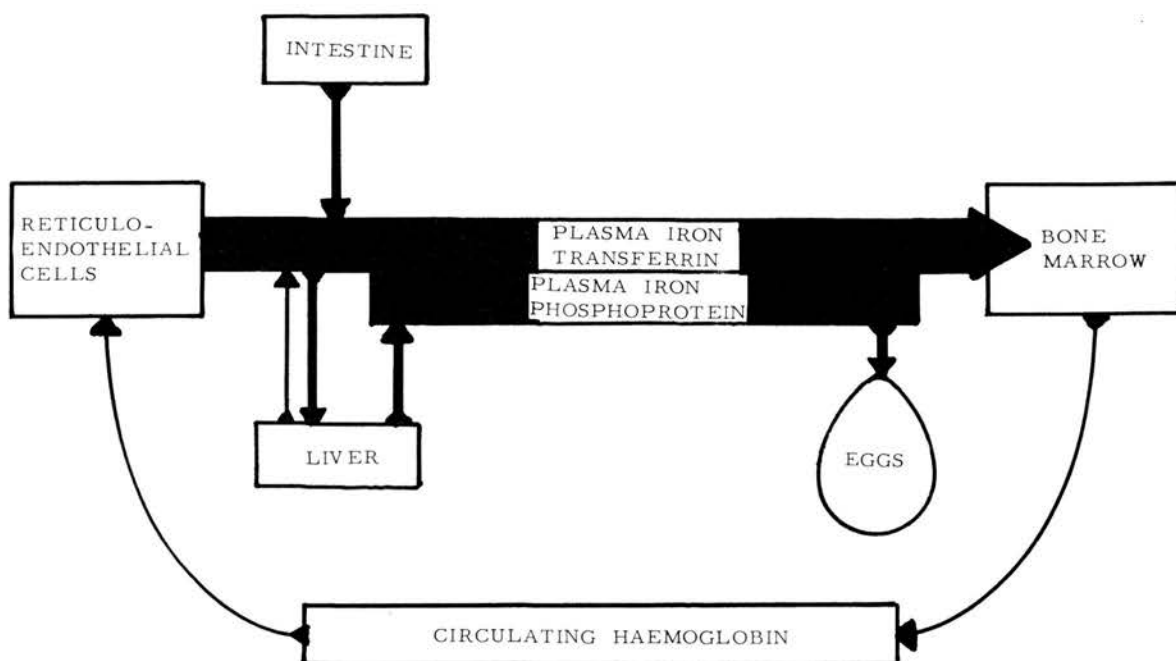 INTESTINE
RETICULO-
ENDOTHELIAL
CELLS
PLASMA IRON
TRANSFERRIN
PLASMA IRON
PHOSPHOPROTEIN
BONE
MARROW
LIVER
EGGS
CIRCULATING HAEMOGLOBIN